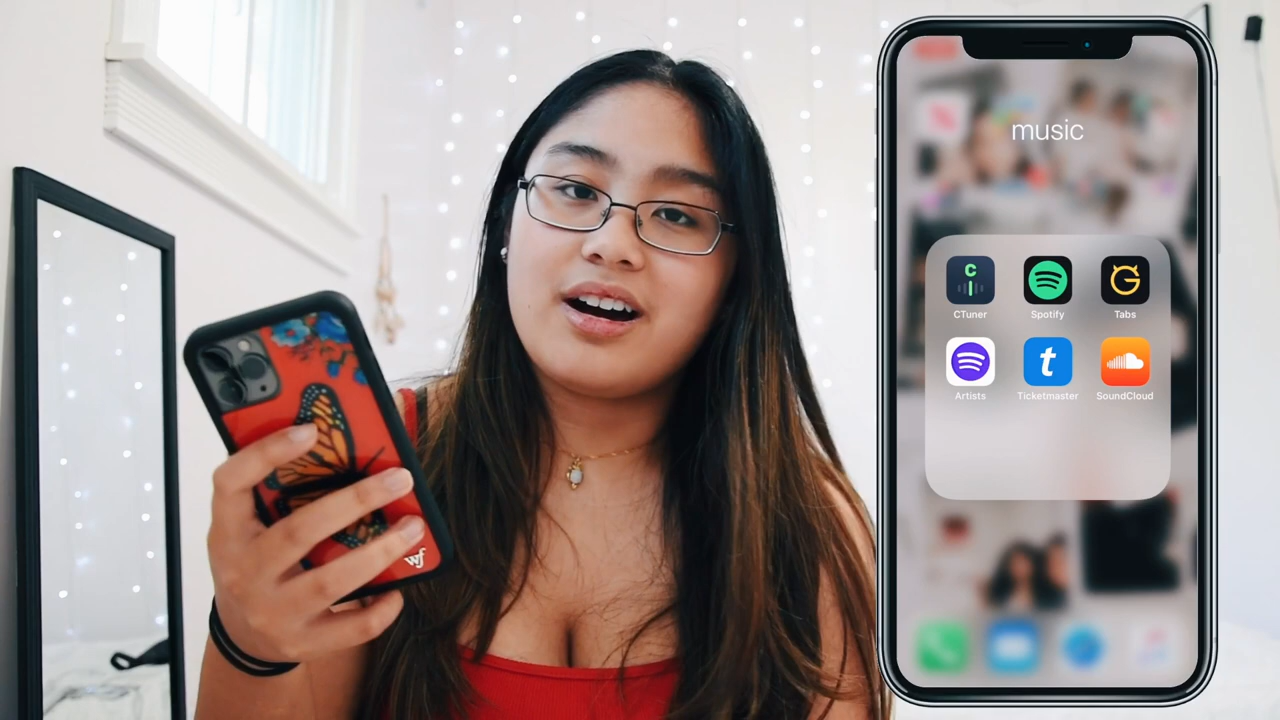 music
C
CTuner
Spotify
Tabs
Artists
t
Ticketmaster
SoundCloud
wf